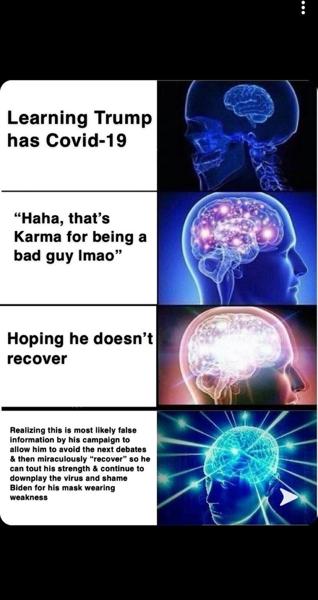 Learning Trump
has Covid-19
“Haha, that’s
Karma for being a
bad guy lmao”
Hoping he doesn’t
recover
Realizing this is most likely false
information by his campaign to
allow him to avoid the next debates
& then miraculously “recover” so he
can tout his strength & continue to
downplay the virus and shame
Biden for his mask wearing
weakness